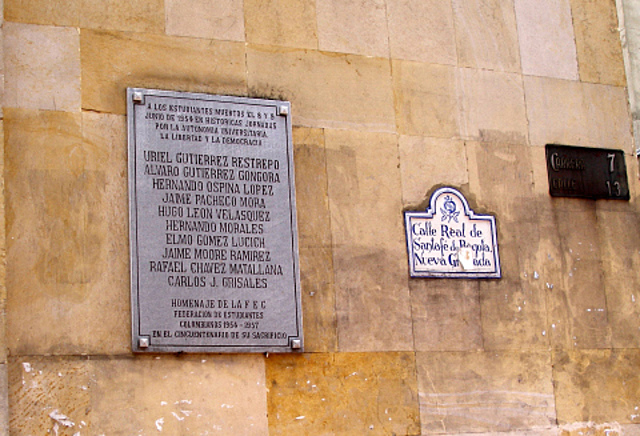 A LOS ESTUDIANTES MUERTOS EL 8 Y 9
JUNIO DE 1954 EN HISTORICAS JORNADAS
POR LA AUTONOMIA UNIVERSITARIA,
LA LIBERTAD Y LA DEMOCRACIA
URIEL GUTIERREZ RESTREPO
ALVARO GUTIERREZ GONGORA
HERNANDO OSPINA LOPEZ
JAIME PACHECO MORA
HUGO LEON VELASQUEZ
HERNANDO MORALES
ELMO GOMEZ LUCICH
JAIME MOORE RAMIREZ
RAFAEL CHAVEZ MATALLANA
CARLOS J. GRISALES
HOMENAJE DE LA F E C
FEDERACION DE ESTUDIANTES
COLOMBIANOS 1954 - 1957
EN EL CINCUENTENARIO DE SU SACRIFICIO
Calle Real de
Santafe de Bogota
Nueva Granada
CARRERA 7
CALLE 13